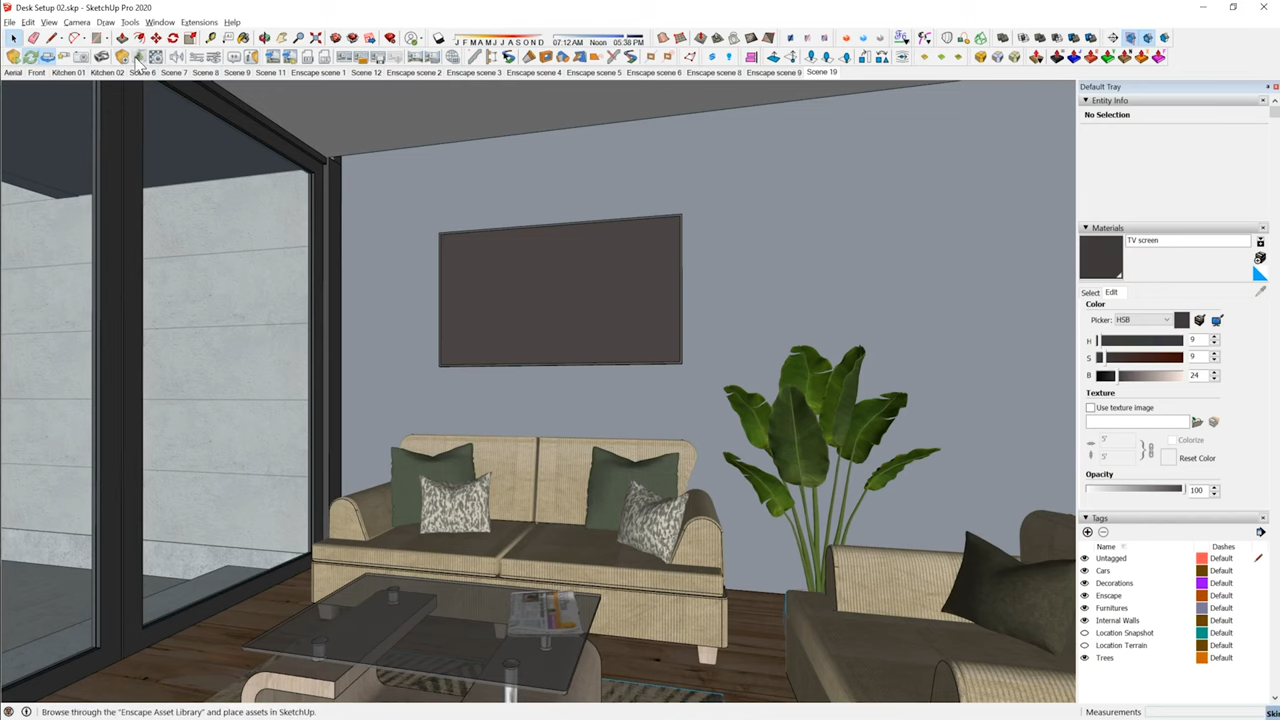 Desk Setup 02.skp - SketchUp Pro 2020
File Edit View Camera Draw Tools Window Extensions Help
J F M A M J J A S O N D 07:12 AM Noon 05:38 PM
Aerial Front Kitchen 01 Kitchen 02 Scene 6 Scene 7 Scene 8 Scene 9 Scene 11 Enscape scene 1 Scene 12 Enscape scene 2 Enscape scene 3 Enscape scene 4 Enscape scene 5 Enscape scene 6 Enscape scene 8 Enscape scene 9 Scene 19
Default Tray
Entity Info
No Selection
Materials
TV screen
Select Edit
Color
Picker: HSB
H 9
S 9
B 24
Texture
Use texture image
5' Colorize
5' Reset Color
Opacity
100
Tags
Name Dashes
Untagged Default
Cars Default
Decorations Default
Enscape Default
Furnitures Default
Internal Walls Default
Location Snapshot Default
Location Terrain Default
Trees Default
Browse through the "Enscape Asset Library" and place assets in SketchUp.
Measurements